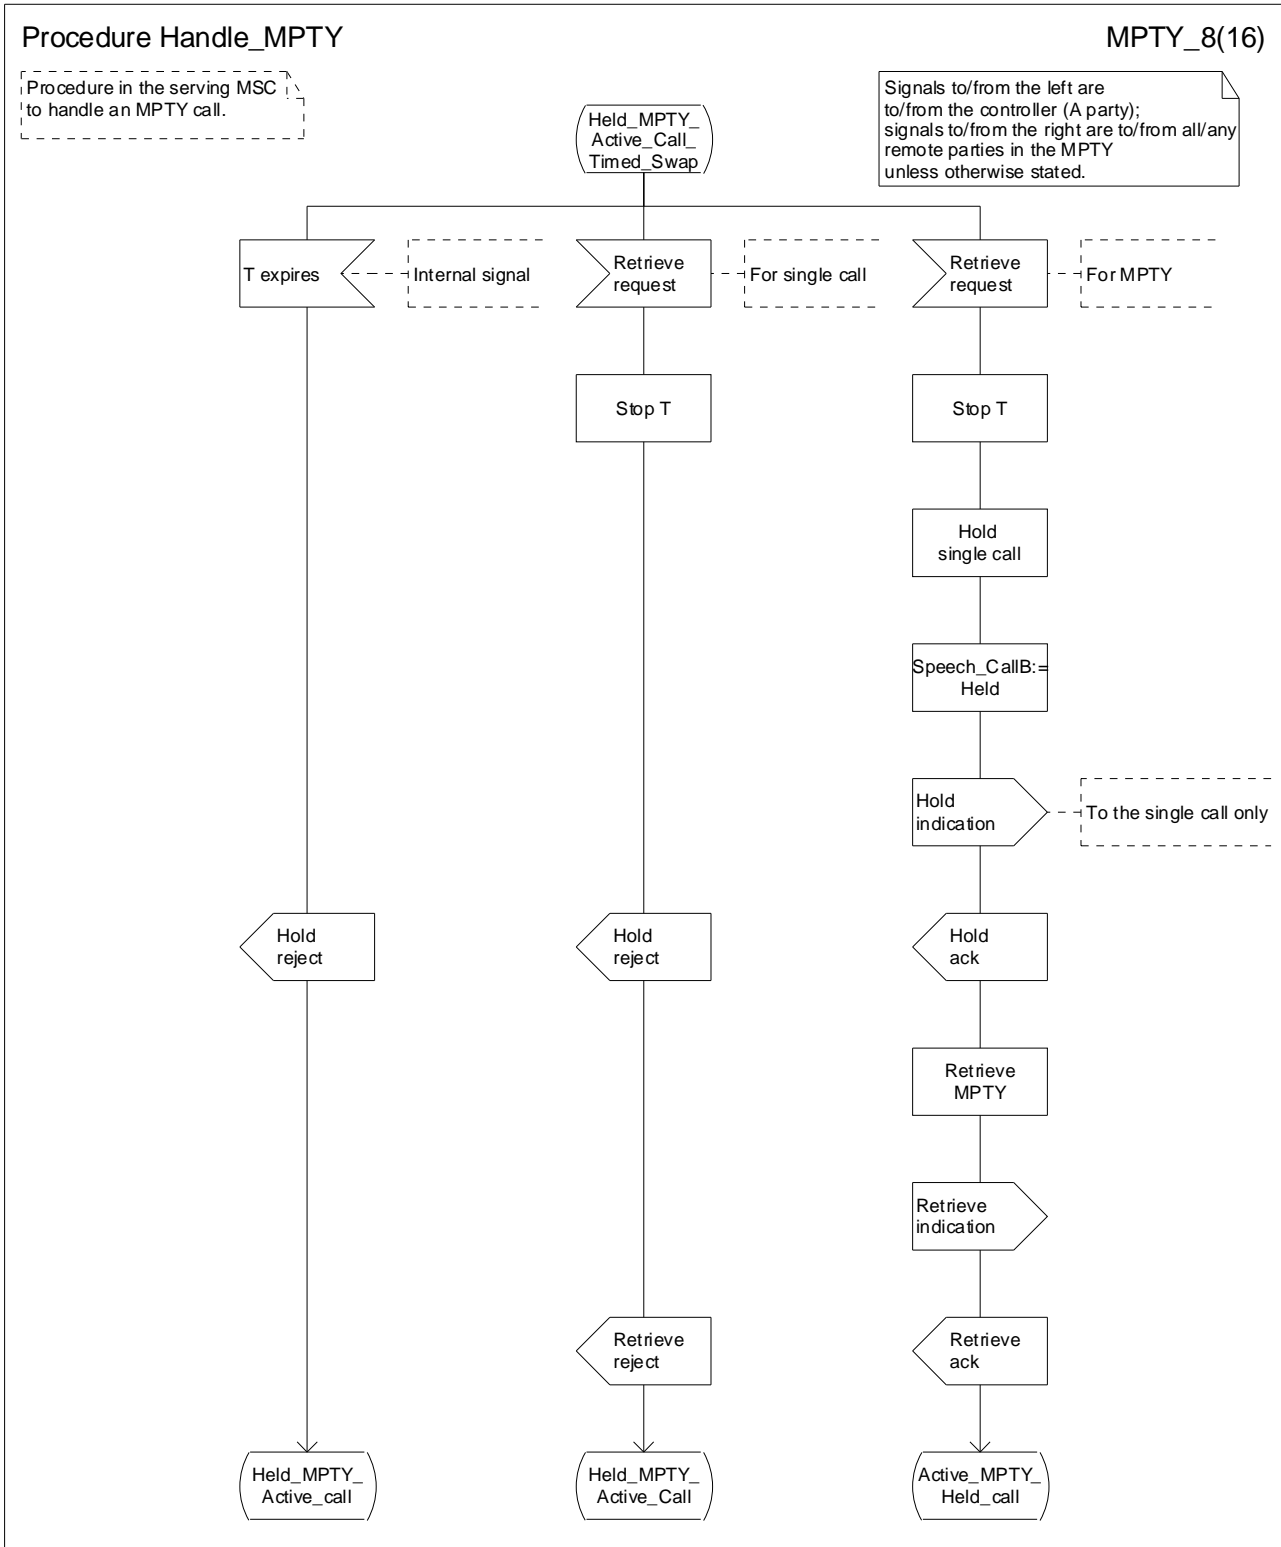 Procedure Handle_MPTY
MPTY_8(16)
Procedure in the serving MSC
to handle an MPTY call.
Signals to/from the left are
to/from the controller (A party);
signals to/from the right are to/from all/any
remote parties in the MPTY
unless otherwise stated.
Held_MPTY_
Active_Call_
Timed_Swap
T expires
Internal signal
Retrieve
request
For single call
Retrieve
request
For MPTY
Stop T
Stop T
Hold
single call
Speech_CallB:=
Held
Hold
indication
To the single call only
Hold
reject
Hold
reject
Hold
ack
Retrieve
MPTY
Retrieve
indication
Retrieve
reject
Retrieve
ack
Held_MPTY_
Active_call
Held_MPTY_
Active_Call
Active_MPTY_
Held_call